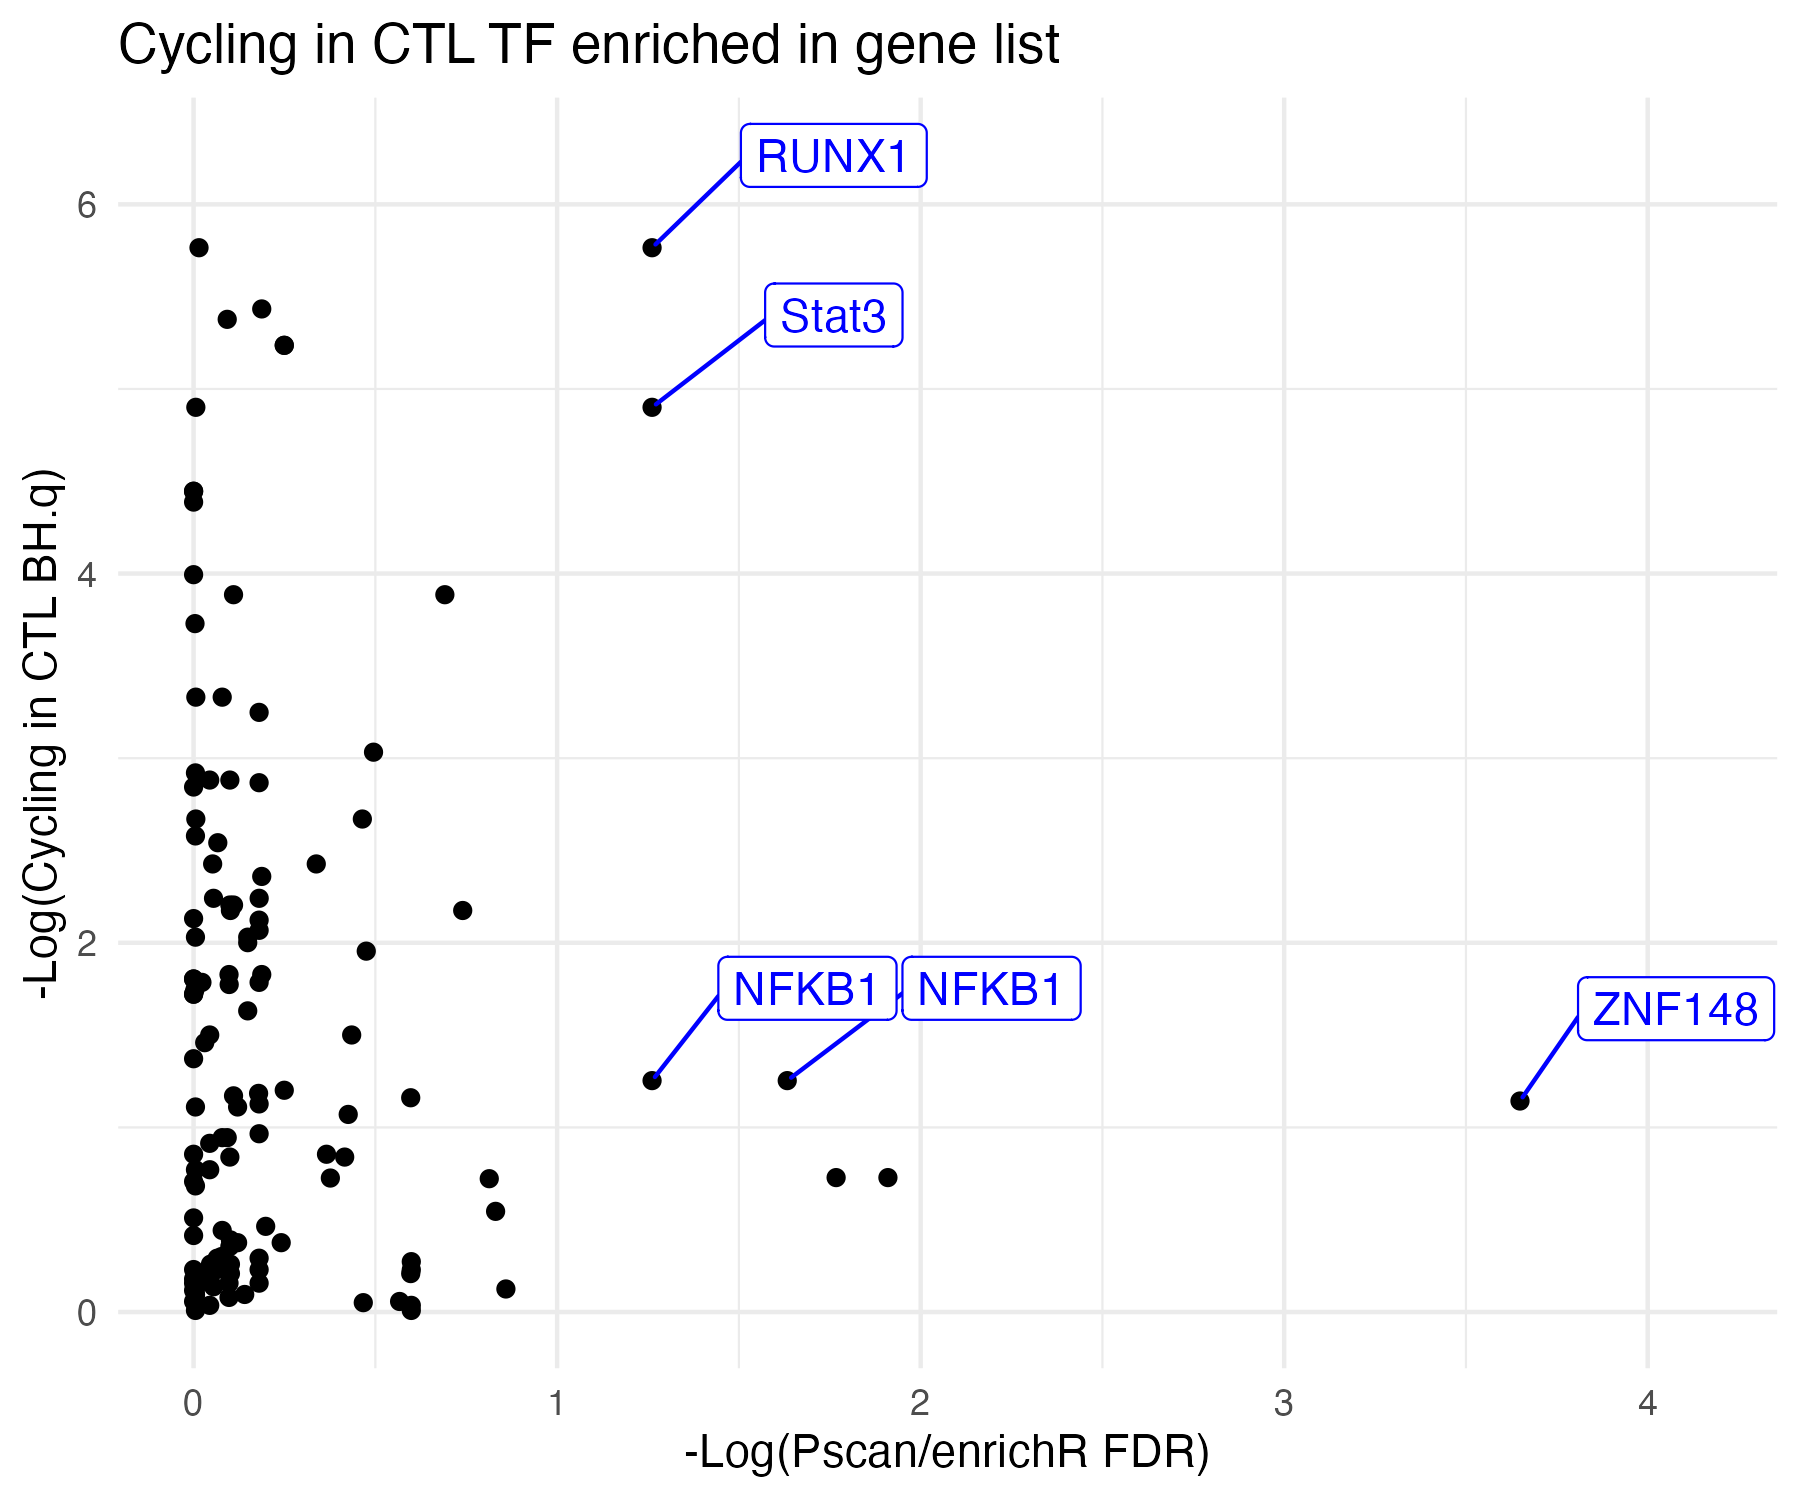 Cycling in CTL TF enriched in gene list
RUNX1
6
Stat3
-Log(Cycling in CTL BH.q)
4
2
NFKB1
NFKB1
ZNF148
0
0 1 2 3 4
-Log(Pscan/enrichR FDR)